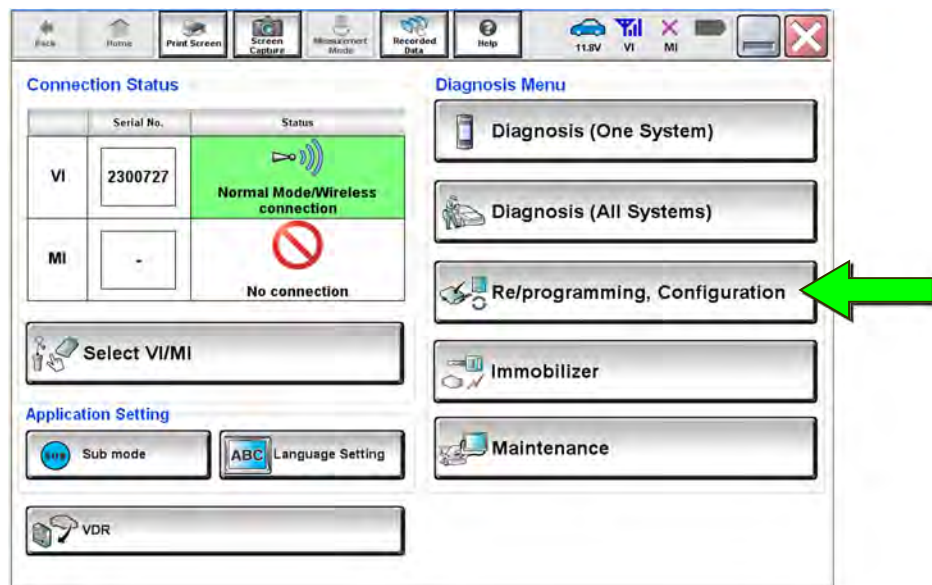 Back
Home
Print Screen
Screen
Capture
Measurement
Mode
Recorded
Data
Help
11.8V
VI
MI
Connection Status
Serial No.
Status
VI
2300727
Normal Mode/Wireless
connection
MI
-
No connection
Select VI/MI
Application Setting
SUB
Sub mode
ABC
Language Setting
VDR
Diagnosis Menu
Diagnosis (One System)
Diagnosis (All Systems)
Re/programming, Configuration
Immobilizer
Maintenance